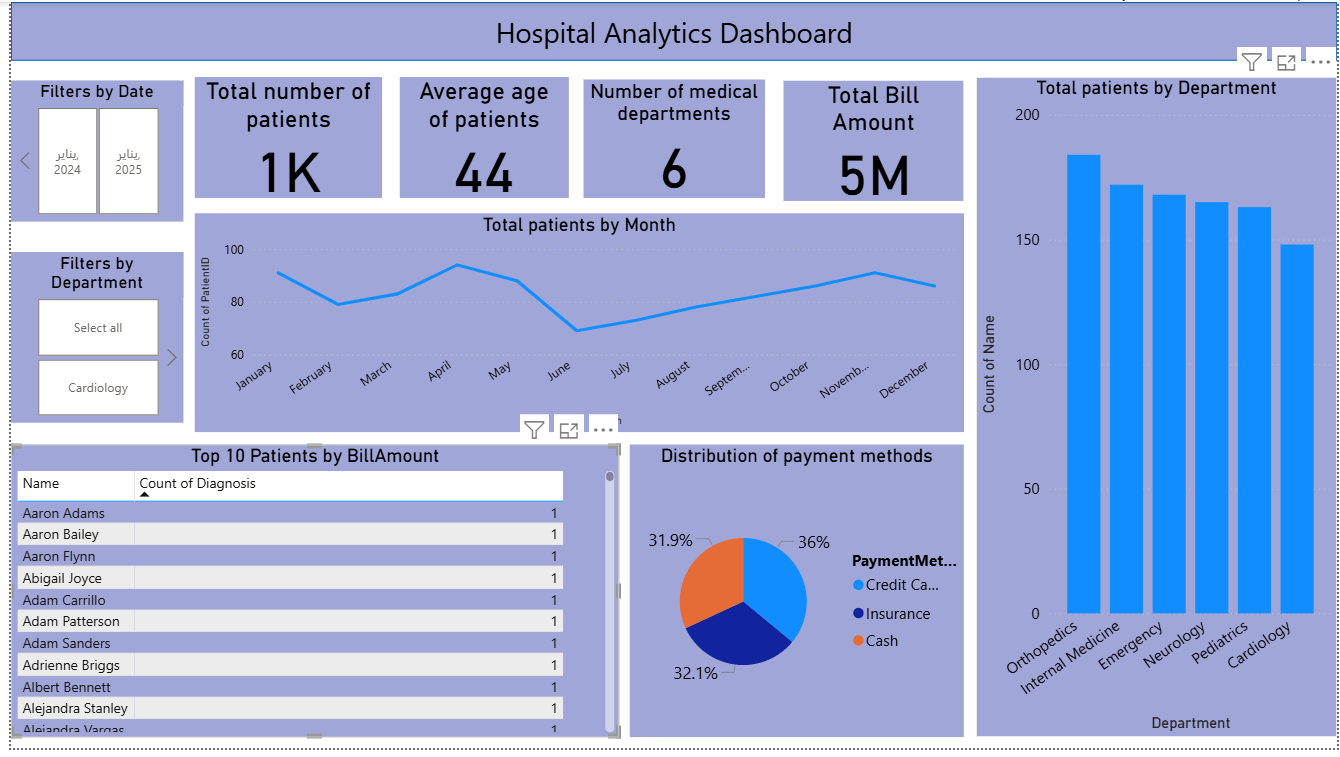 Hospital Analytics Dashboard
Filters by Date
يناير,
2024
يناير,
2025
Total number of
patients
1K
Average age
of patients
44
Number of medical
departments
6
Total Bill
Amount
5M
Total patients by Department
200
150
100
50
0
Count of Name
Orthopedics
Internal Medicine
Emergency
Neurology
Pediatrics
Cardiology
Department
Filters by
Department
Select all
Cardiology
Total patients by Month
100
80
60
Count of PatientID
January
February
March
April
May
June
July
August
Septem...
October
Novemb...
December
Top 10 Patients by BillAmount
Name Count of Diagnosis
Aaron Adams 1
Aaron Bailey 1
Aaron Flynn 1
Abigail Joyce 1
Adam Carrillo 1
Adam Patterson 1
Adam Sanders 1
Adrienne Briggs 1
Albert Bennett 1
Alejandra Stanley 1
Alejandra Vargas 1
Distribution of payment methods
31.9%
36%
32.1%
PaymentMet...
Credit Ca...
Insurance
Cash